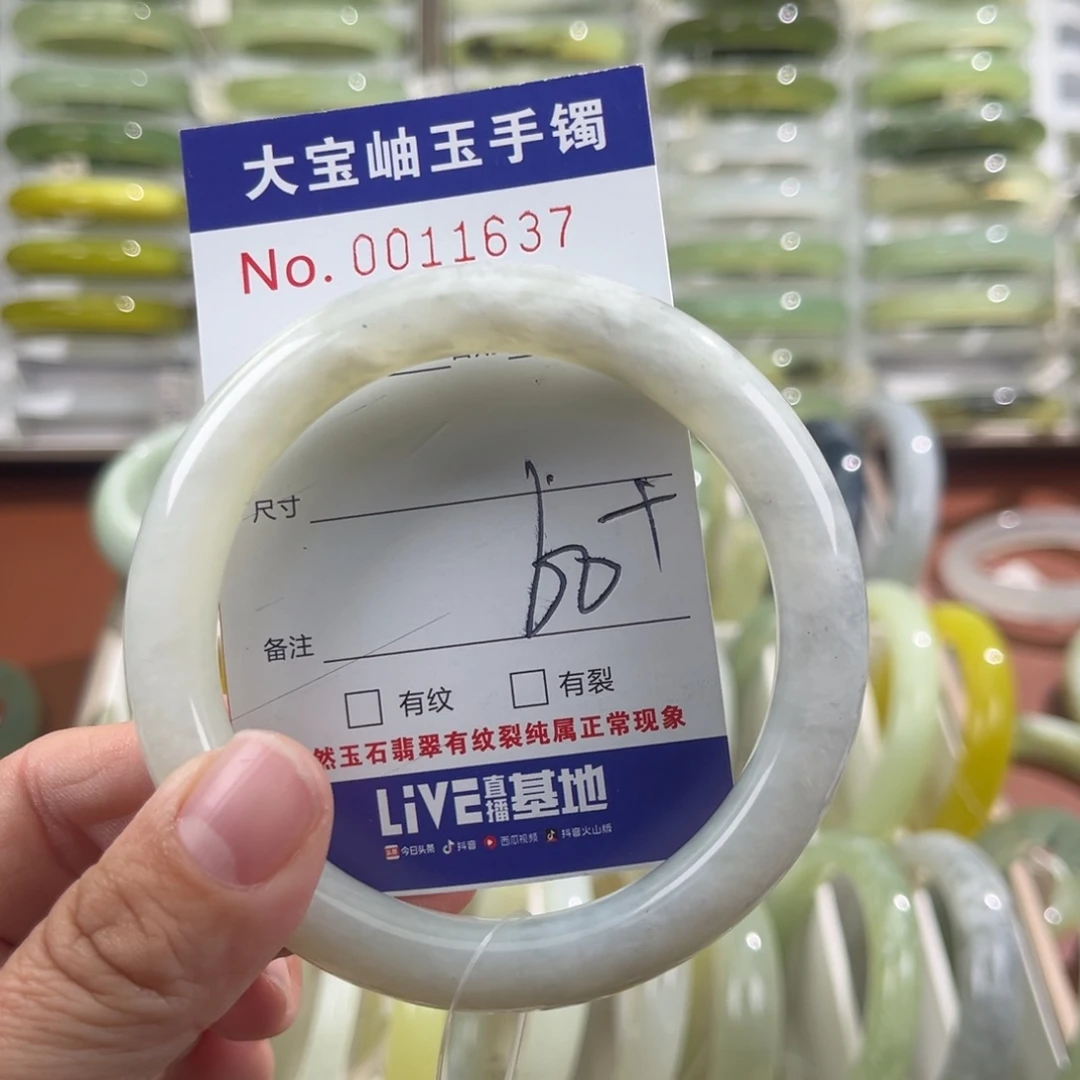 大宝岫玉手镯
No. 0011637
尺寸
60+
备注
□ 有纹 □ 有裂
然玉石翡翠有纹裂纯属正常现象
LiVE直播基地
今日头条 抖音 西瓜视频 抖音火山版